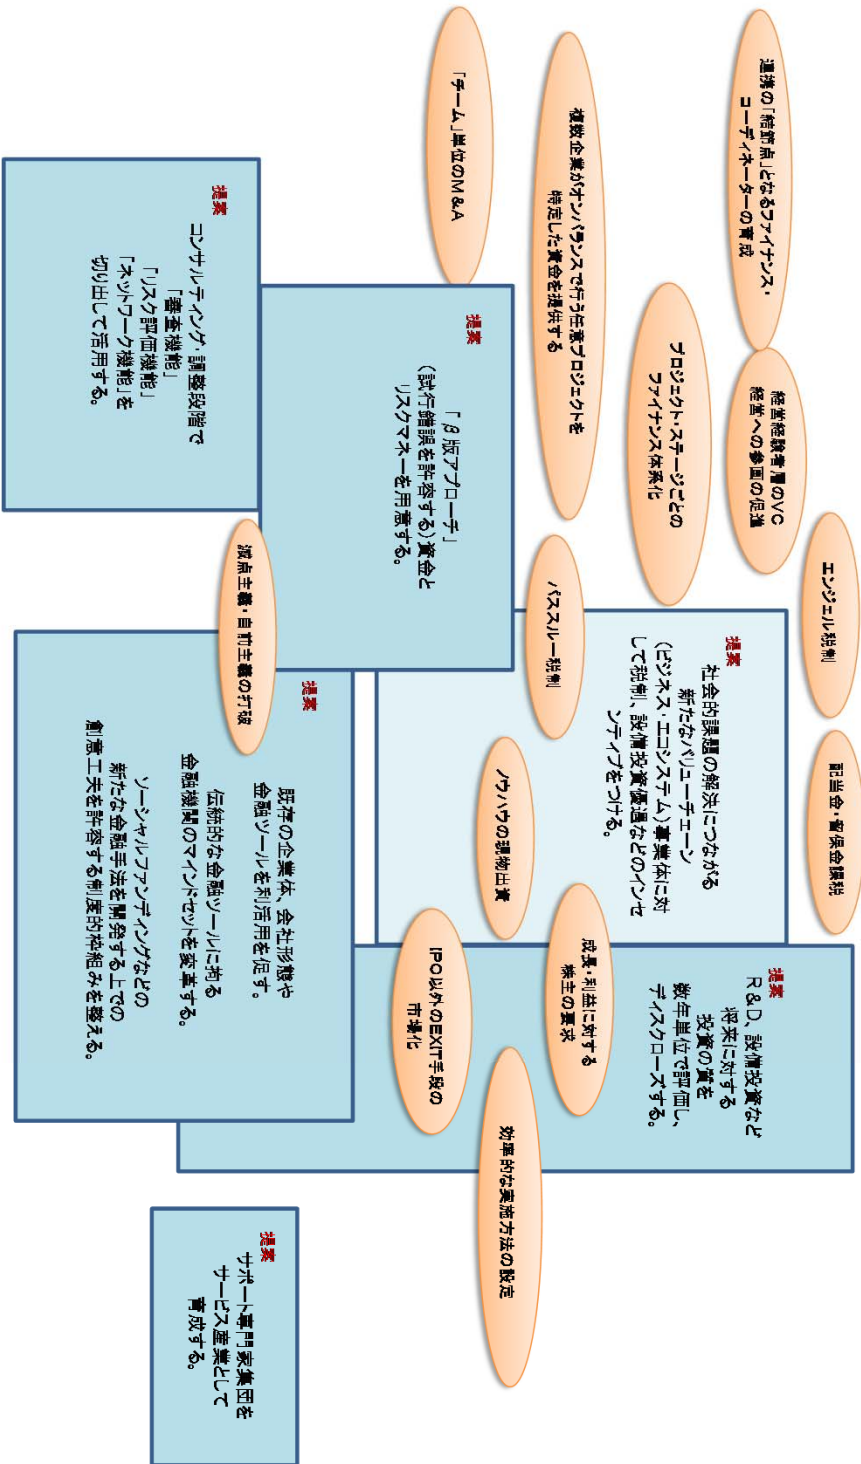 エンジェル税制
配当金・留保金課税
連携の「結節点」となるファイナンス・
コーディネーターの育成
経営経験者層のVC
経営への参画の促進
プロジェクト・ステージごとの
ファイナンス体系化
複数企業がオンバランスで行う任意プロジェクトを
特定した資金を提供する
「チーム」単位のM&A
パススルー税制
ノウハウの現物出資
成長・利益に対する
株主の要求
IPO以外のEXIT手段の
市場化
効率的な実施方法の設定
減点主義・自前主義の打破
提案
社会的課題の解決につながる
新たなバリューチェーン
(ビジネス・エコシステム)事業体に対
して税制、設備投資優遇などのインセ
ンティブをつける。
提案
R&D、設備投資など
将来に対する
投資の質を
数年単位で評価し、
ディスクローズする。
提案
「β版アプローチ」
(試行錯誤を許容する)資金と
リスクマネーを用意する。
提案
コンサルティング・調整段階で
「審査機能」
「リスク評価機能」
「ネットワーク機能」を
切り出して活用する。
提案
既存の企業体、会社形態や
金融ツールを利活用を促す。
伝統的な金融ツールに拘る
金融機関のマインドセットを変革する。
ソーシャルファンディングなどの
新たな金融手法を開発する上での
創意工夫を許容する制度的枠組みを整える。
提案
サポート専門家集団を
サービス産業として
育成する。